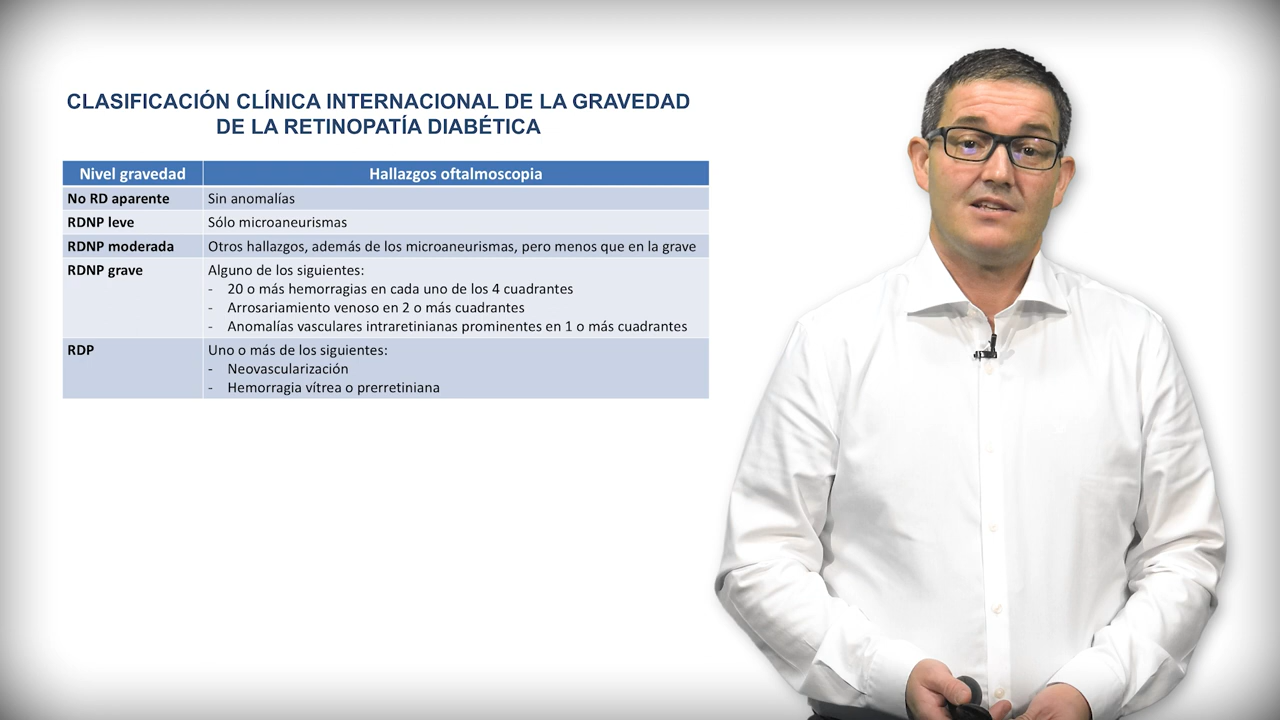 CLASIFICACIÓN CLÍNICA INTERNACIONAL DE LA GRAVEDAD
DE LA RETINOPATÍA DIABÉTICA
Nivel gravedad Hallazgos oftalmoscopia
No RD aparente Sin anomalías
RDNP leve Sólo microaneurismas
RDNP moderada Otros hallazgos, además de los microaneurismas, pero menos que en la grave
RDNP grave Alguno de los siguientes:
- 20 o más hemorragias en cada uno de los 4 cuadrantes
- Arrosariamiento venoso en 2 o más cuadrantes
- Anomalías vasculares intraretinianas prominentes en 1 o más cuadrantes
RDP Uno o más de los siguientes:
- Neovascularización
- Hemorragia vítrea o prerretiniana